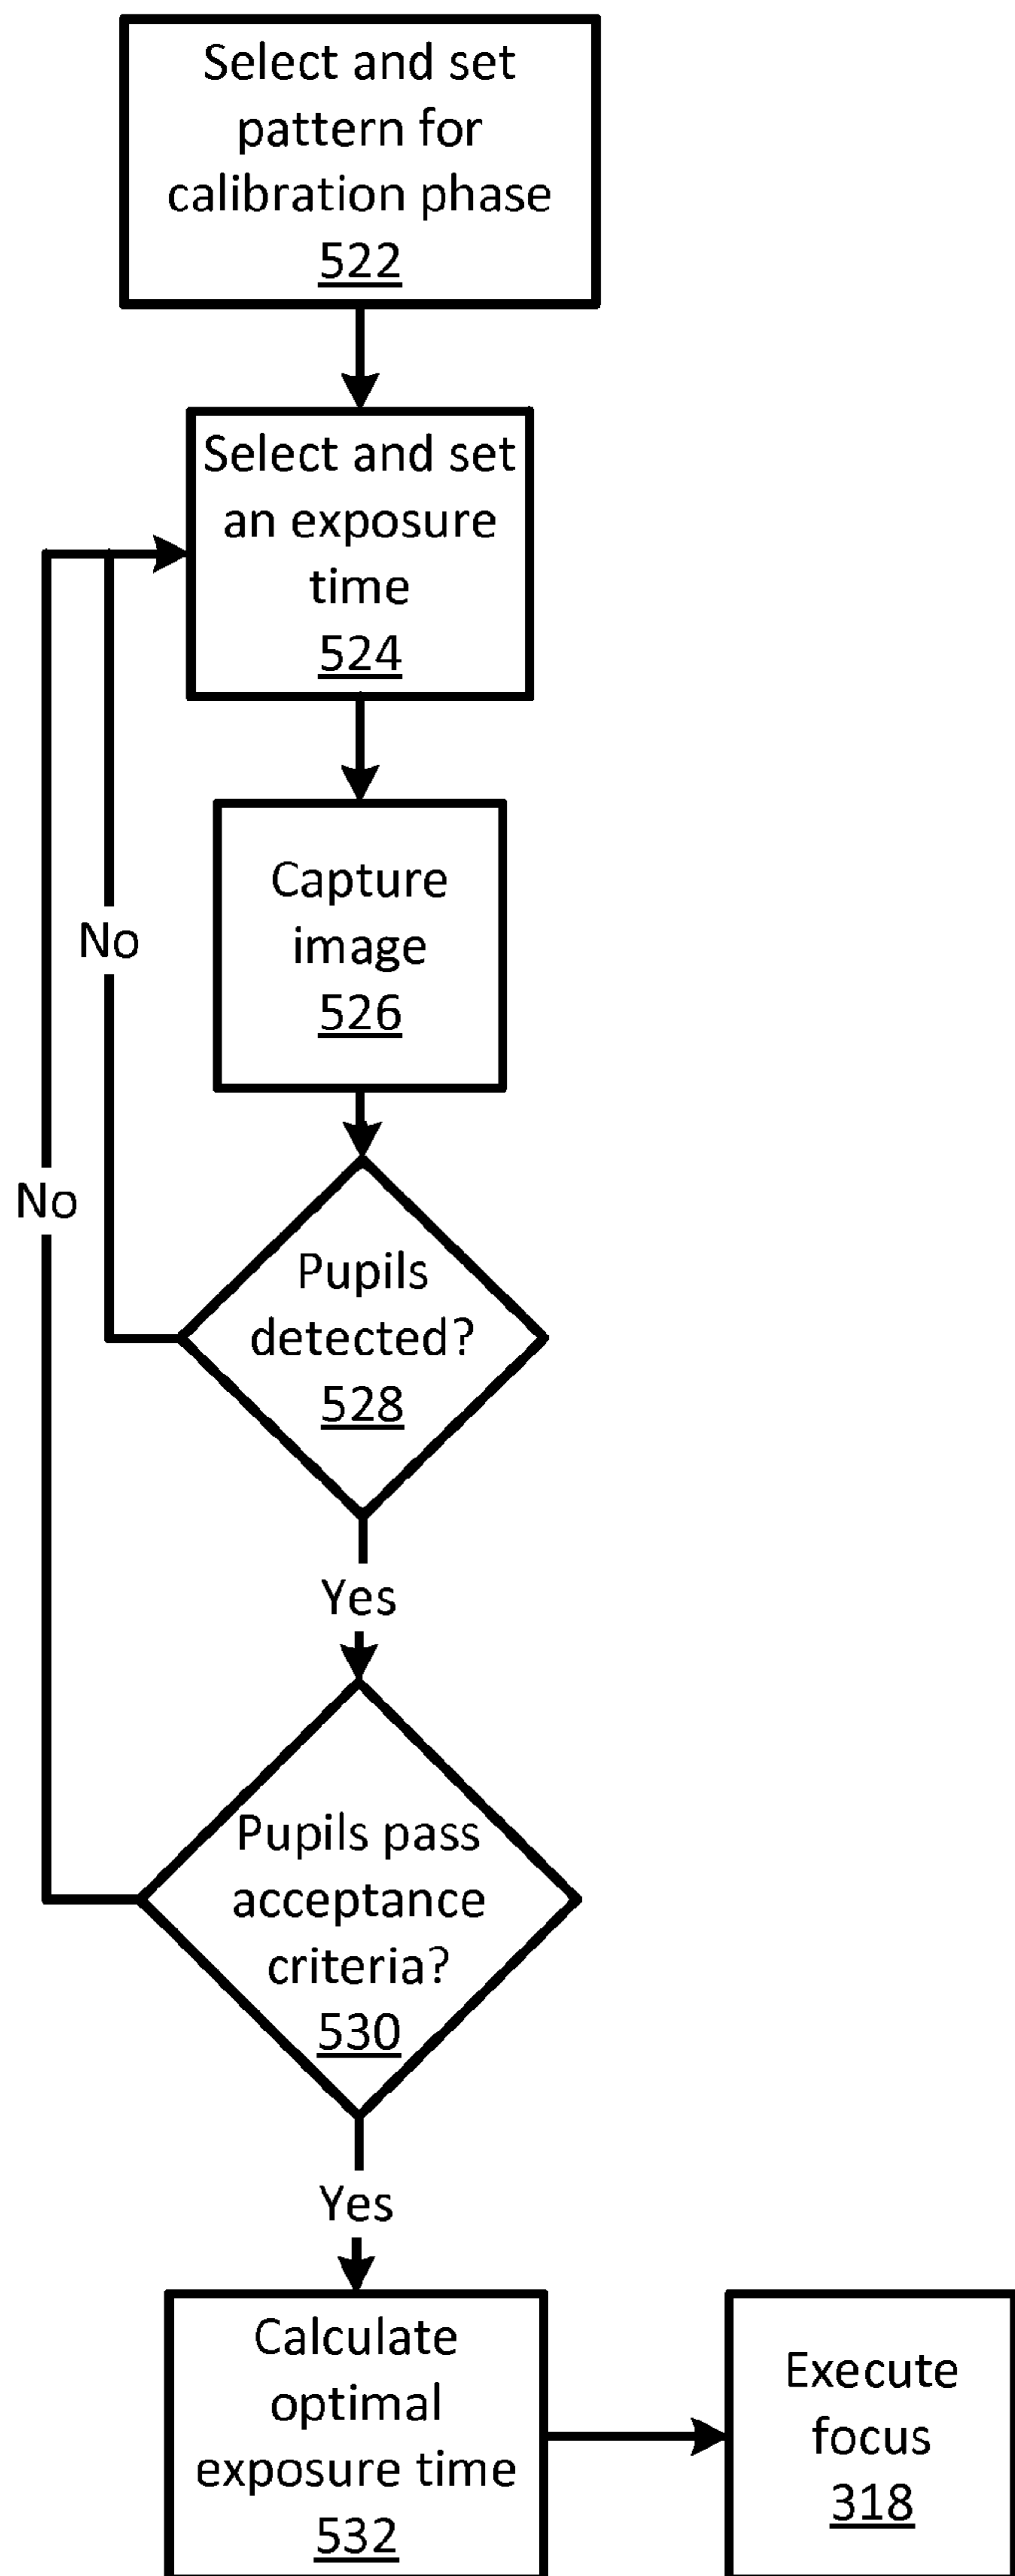 Select and set
pattern for
calibration phase
522
Select and set
an exposure
time
524
Capture
image
526
No
No
Pupils
detected?
528
Yes
Pupils pass
acceptance
criteria?
530
Yes
Calculate
optimal
exposure time
532
Execute
focus
318